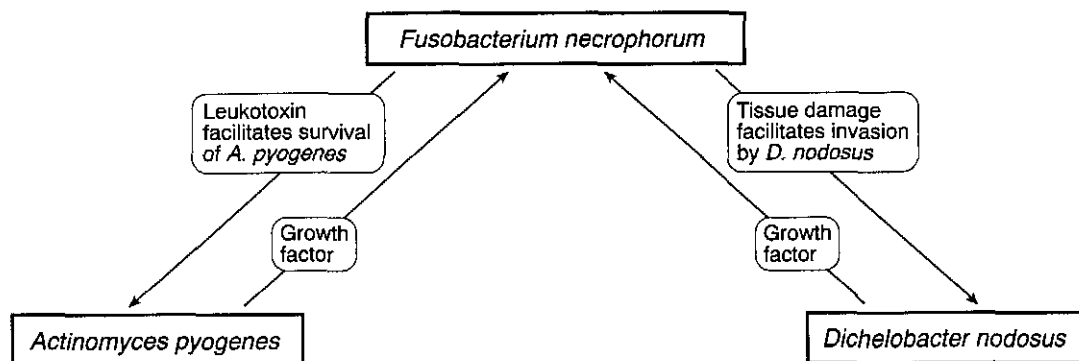 Fusobacterium necrophorum
Leukotoxin
facilitates survival
of A. pyogenes
Tissue damage
facilitates invasion
by D. nodosus
Growth
factor
Growth
factor
Actinomyces pyogenes
Dichelobacter nodosus